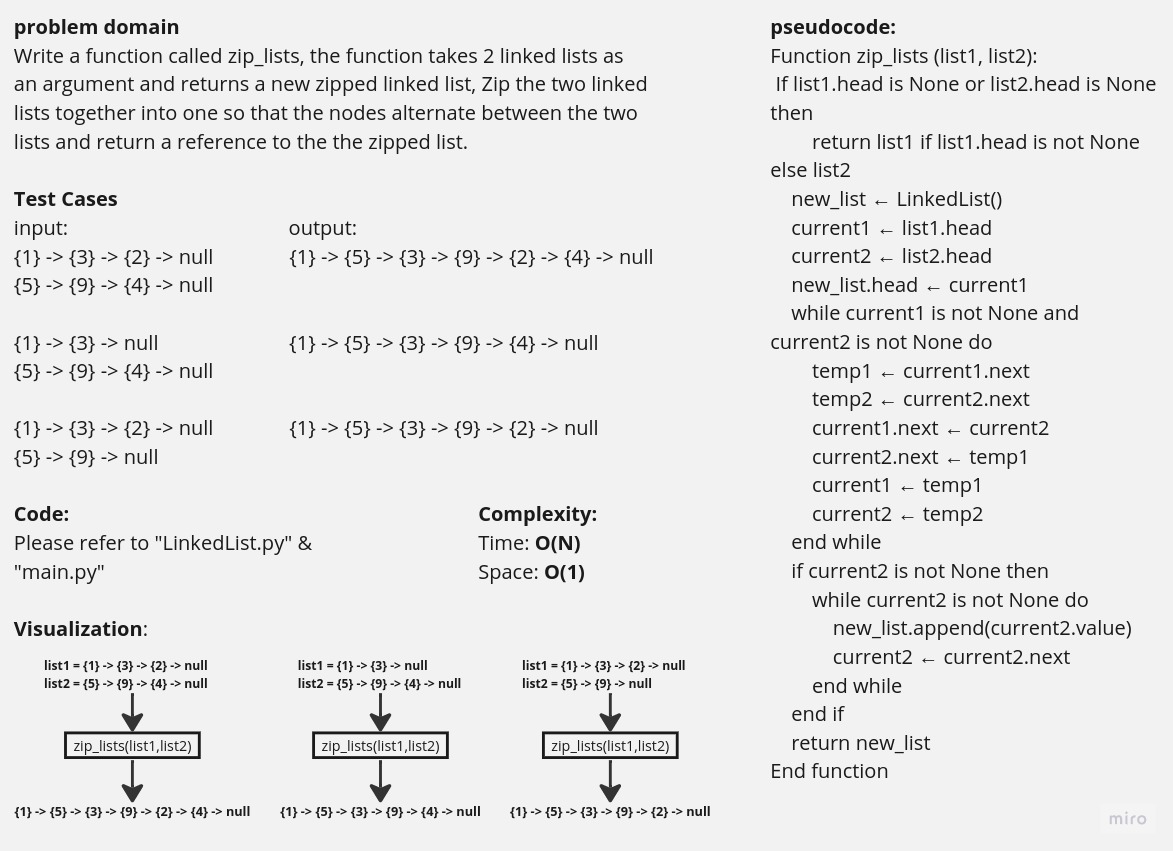 problem domain
Write a function called zip_lists, the function takes 2 linked lists as
an argument and returns a new zipped linked list, Zip the two linked
lists together into one so that the nodes alternate between the two
lists and return a reference to the the zipped list.
Test Cases
input: output:
{1} -> {3} -> {2} -> null {1} -> {5} -> {3} -> {9} -> {2} -> {4} -> null
{5} -> {9} -> {4} -> null
{1} -> {3} -> null {1} -> {5} -> {3} -> {9} -> {4} -> null
{5} -> {9} -> {4} -> null
{1} -> {3} -> {2} -> null {1} -> {5} -> {3} -> {9} -> {2} -> null
{5} -> {9} -> null
Code:
Please refer to "LinkedList.py" &
"main.py"
Complexity:
Time: O(N)
Space: O(1)
Visualization:
list1 = {1} -> {3} -> {2} -> null
list2 = {5} -> {9} -> {4} -> null
zip_lists(list1,list2)
{1} -> {5} -> {3} -> {9} -> {2} -> {4} -> null
list1 = {1} -> {3} -> null
list2 = {5} -> {9} -> {4} -> null
zip_lists(list1,list2)
{1} -> {5} -> {3} -> {9} -> {4} -> null
list1 = {1} -> {3} -> {2} -> null
list2 = {5} -> {9} -> null
zip_lists(list1,list2)
{1} -> {5} -> {3} -> {9} -> {2} -> null
pseudocode:
Function zip_lists (list1, list2):
If list1.head is None or list2.head is None
then
return list1 if list1.head is not None
else list2
new_list ← LinkedList()
current1 ← list1.head
current2 ← list2.head
new_list.head ← current1
while current1 is not None and
current2 is not None do
temp1 ← current1.next
temp2 ← current2.next
current1.next ← current2
current2.next ← temp1
current1 ← temp1
current2 ← temp2
end while
if current2 is not None then
while current2 is not None do
new_list.append(current2.value)
current2 ← current2.next
end while
end if
return new_list
End function
miro